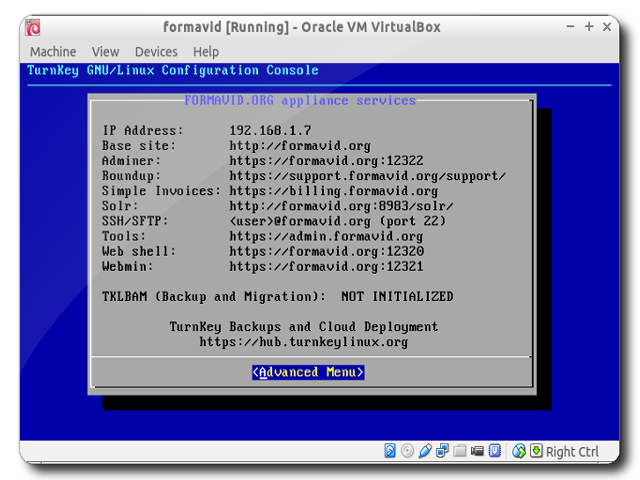 formavid [Running] - Oracle VM VirtualBox
Machine View Devices Help
TurnKey GNU/Linux Configuration Console
FORMAVID.ORG appliance services
IP Address: 192.168.1.7
Base site: http://formavid.org
Adminer: https://formavid.org:12322
Roundup: https://support.formavid.org/support/
Simple Invoices: https://billing.formavid.org
Solr: http://formavid.org:8983/solr/
SSH/SFTP: <user>@formavid.org (port 22)
Tools: https://admin.formavid.org
Web shell: https://formavid.org:12320
Webmin: https://formavid.org:12321
TKLBAM (Backup and Migration): NOT INITIALIZED
TurnKey Backups and Cloud Deployment
https://hub.turnkeylinux.org
<Advanced Menu>
Right Ctrl